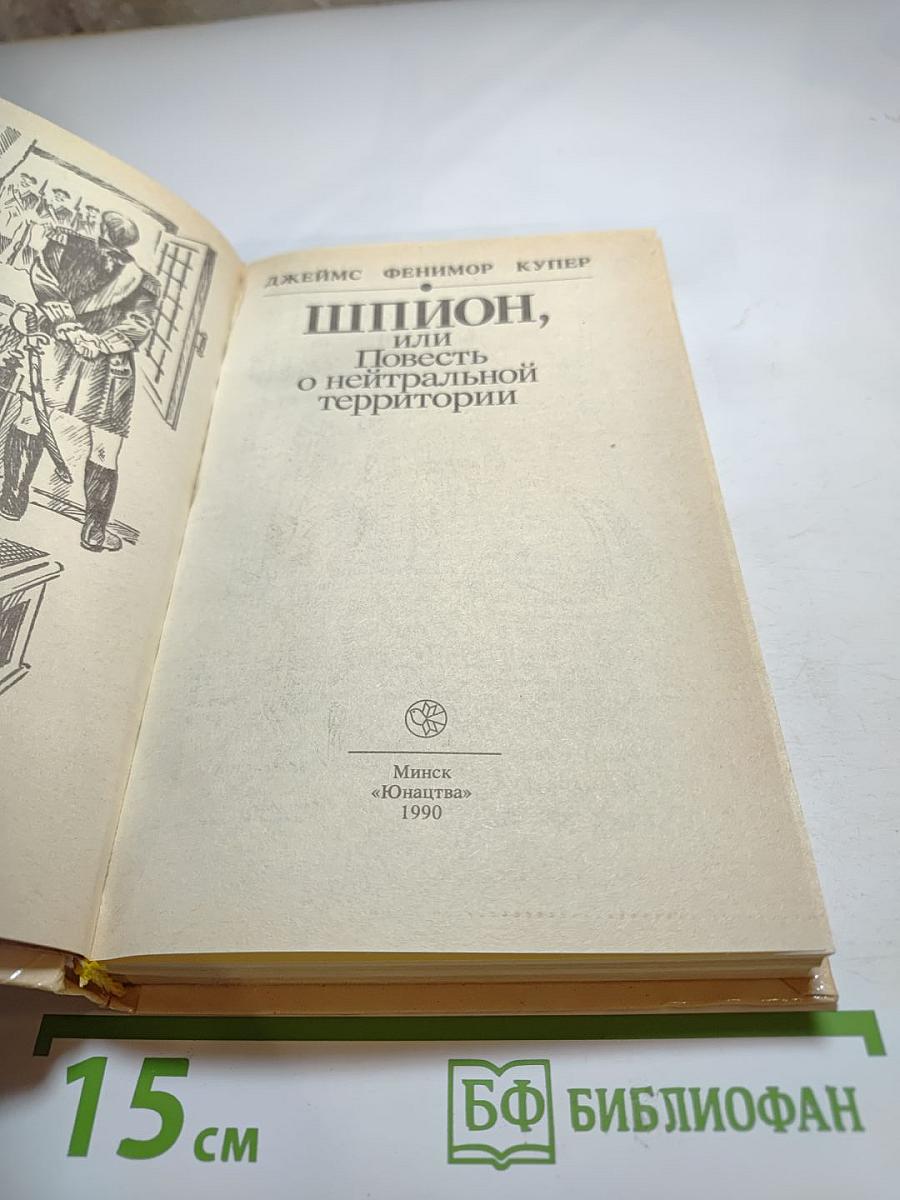 ДЖЕЙМС ФЕНИМОР КУПЕР
ШПИОН,
или
Повесть
о нейтральной
территории
Минск
«Юнацтва»
1990
15 см
БФ БИБЛИОФАН